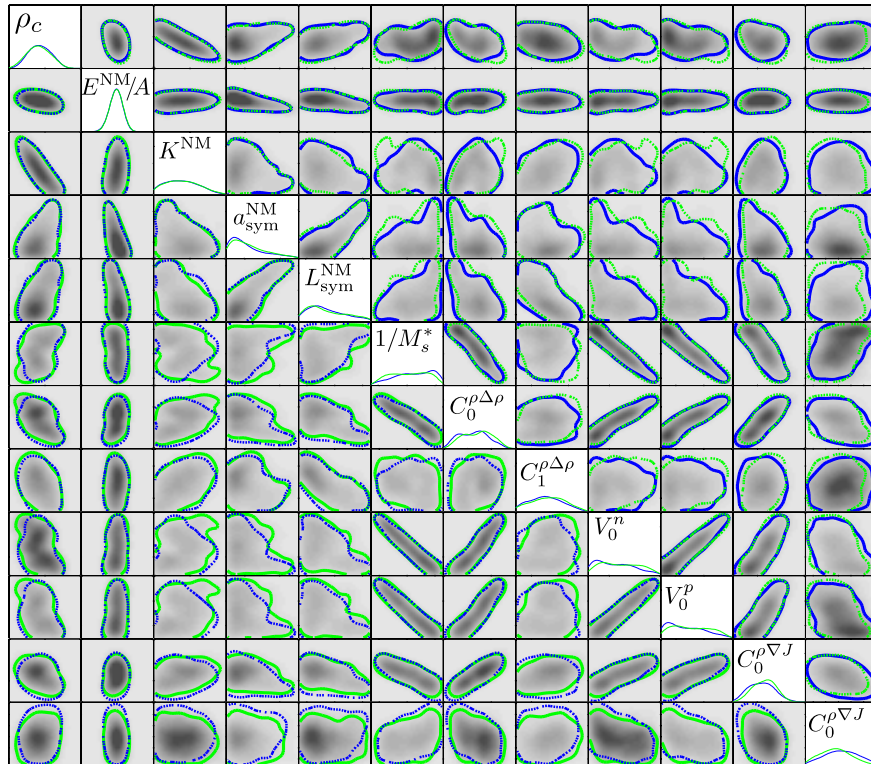 ρ_c
E^NM/A
K^NM
a_sym^NM
L_sym^NM
1/M_s^*
C_0^ρΔρ
C_1^ρΔρ
V_0^n
V_0^p
C_0^ρ∇J
C_0^ρ∇J